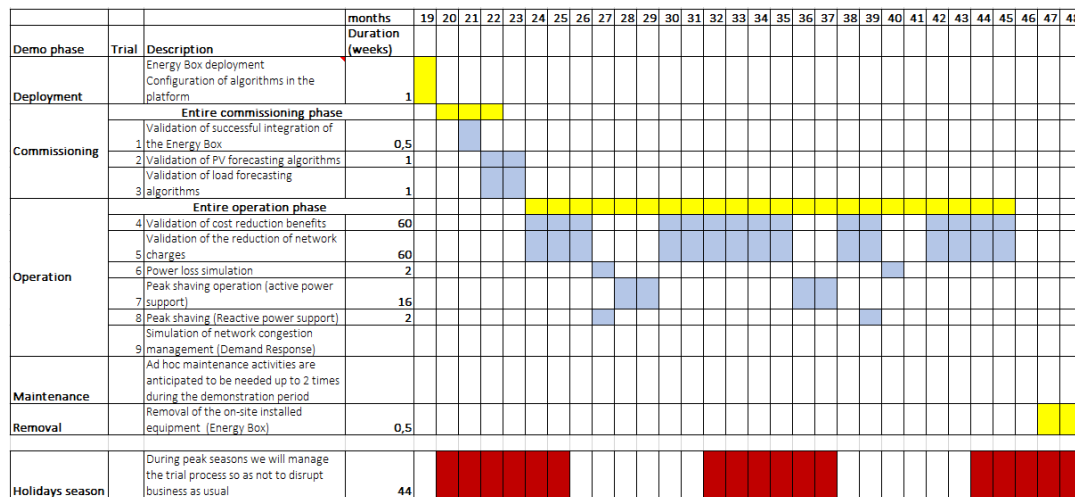 months 19 20 21 22 23 24 25 26 27 28 29 30 31 32 33 34 35 36 37 38 39 40 41 42 43 44 45 46 47 48
Demo phase Trial Description Duration (weeks)
Deployment
Energy Box deployment
Configuration of algorithms in the
platform
1
Entire commissioning phase
Commissioning
1 Validation of successful integration of
the Energy Box
0,5
2 Validation of PV forecasting algorithms 1
3 Validation of load forecasting
algorithms
1
Entire operation phase
Operation
4 Validation of cost reduction benefits 60
5 Validation of the reduction of network
charges
60
6 Power loss simulation 2
7 Peak shaving operation (active power
support)
16
8 Peak shaving (Reactive power support) 2
9 Simulation of network congestion
management (Demand Response)
Maintenance
Ad hoc maintenance activities are
anticipated to be needed up to 2 times
during the demonstration period
Removal
Removal of the on-site installed
equipment (Energy Box)
0,5
Holidays season
During peak seasons we will manage
the trial process so as not to disrupt
business as usual
44